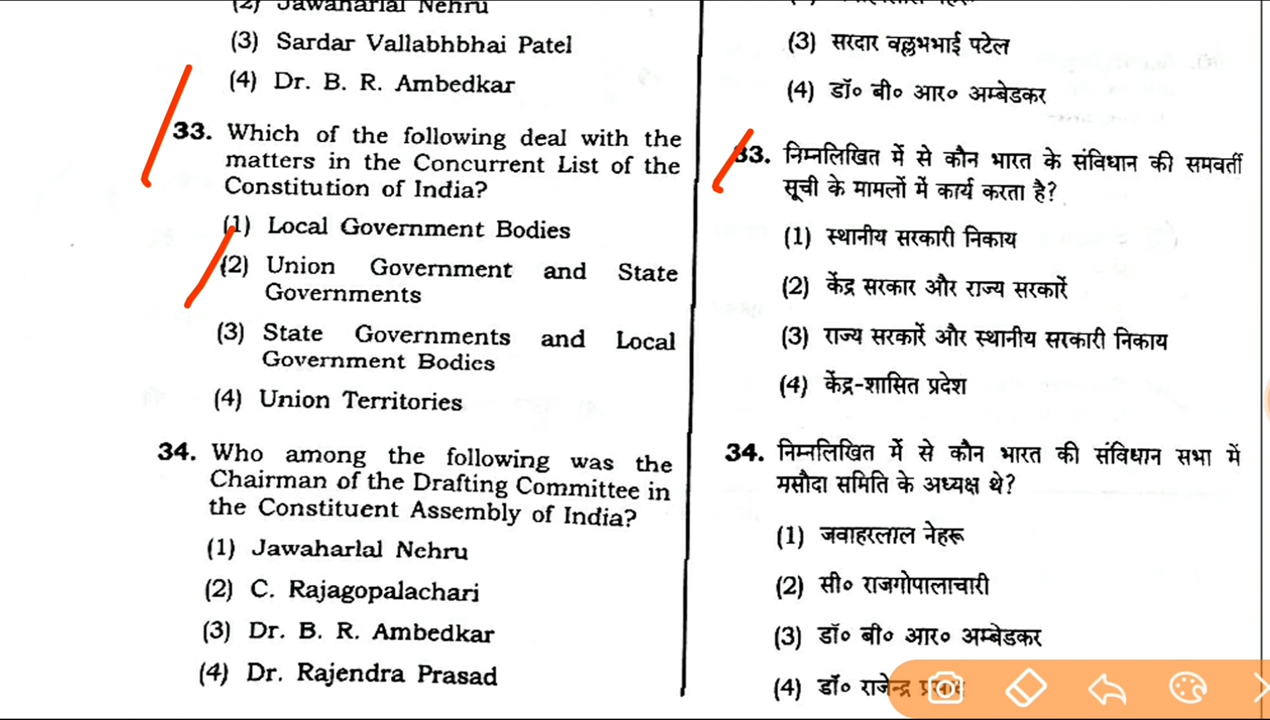 (2) Jawaharlal Nehru
(3) Sardar Vallabhbhai Patel
(4) Dr. B. R. Ambedkar
33. Which of the following deal with the
matters in the Concurrent List of the
Constitution of India?
(1) Local Government Bodies
(2) Union Government and State
Governments
(3) State Governments and Local
Government Bodies
(4) Union Territories
34. Who among the following was the
Chairman of the Drafting Committee in
the Constituent Assembly of India?
(1) Jawaharlal Nehru
(2) C. Rajagopalachari
(3) Dr. B. R. Ambedkar
(4) Dr. Rajendra Prasad
(3) सरदार वल्लभभाई पटेल
(4) डॉ० बी० आर० अम्बेडकर
33. निम्नलिखित में से कौन भारत के संविधान की समवर्ती
सूची के मामलों में कार्य करता है?
(1) स्थानीय सरकारी निकाय
(2) केंद्र सरकार और राज्य सरकारें
(3) राज्य सरकारें और स्थानीय सरकारी निकाय
(4) केंद्र-शासित प्रदेश
34. निम्नलिखित में से कौन भारत की संविधान सभा में
मसौदा समिति के अध्यक्ष थे?
(1) जवाहरलाल नेहरू
(2) सी० राजगोपालाचारी
(3) डॉ० बी० आर० अम्बेडकर
(4) डॉ० राजेन्द्र प्रसाद